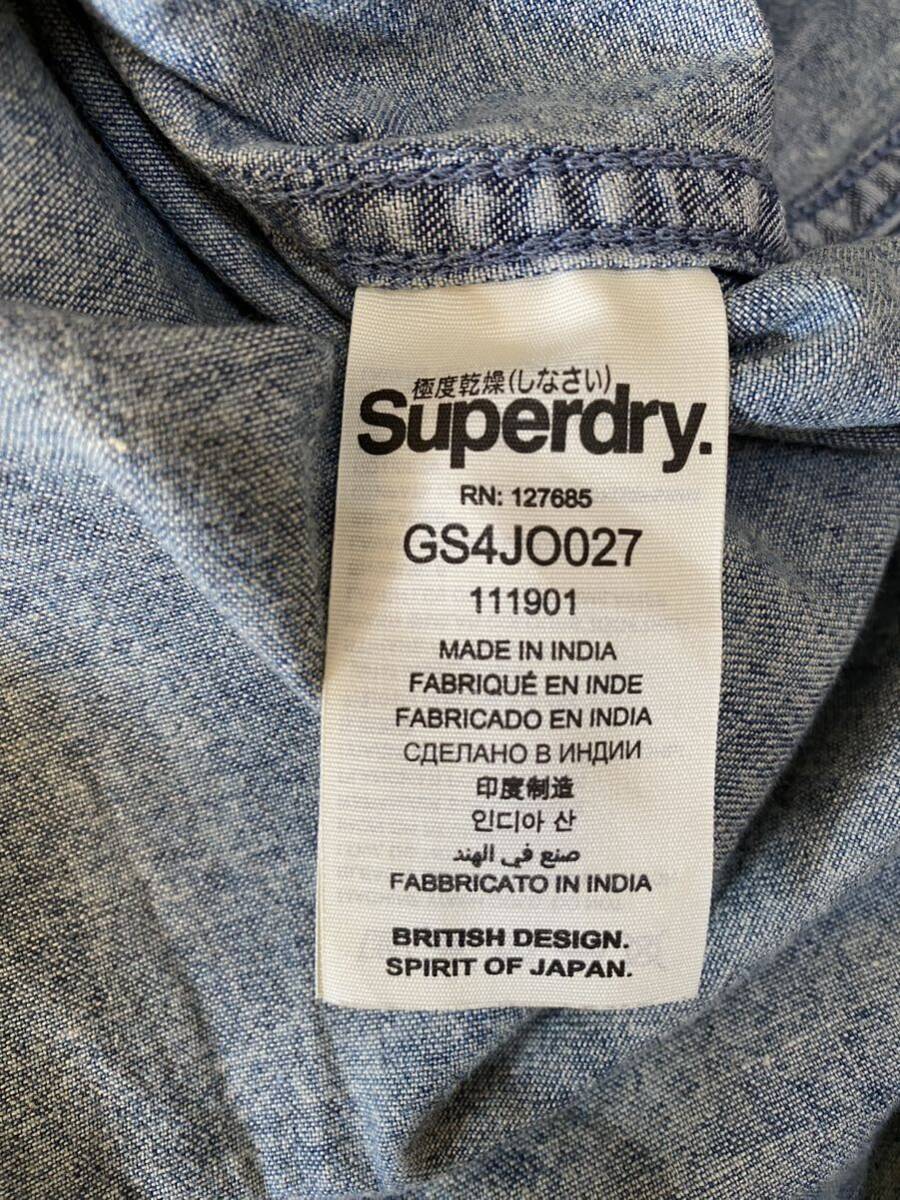 極度乾燥(しなさい)
Superdry.
RN: 127685
GS4JO027
111901
MADE IN INDIA
FABRIQUÉ EN INDE
FABRICADO EN INDIA
СДЕЛАНО В ИНДИИ
印度制造
인디아 산
صنع في الهند
FABBRICATO IN INDIA
BRITISH DESIGN.
SPIRIT OF JAPAN.